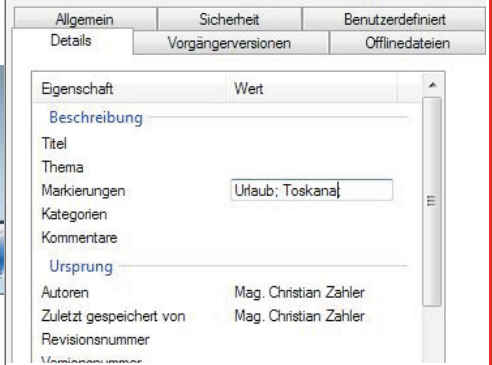 Allgemein Sicherheit Benutzerdefiniert
Details Vorgängerversionen Offlinedateien
Eigenschaft Wert
Beschreibung
Titel
Thema
Markierungen Urlaub; Toskana;
Kategorien
Kommentare
Ursprung
Autoren Mag. Christian Zahler
Zuletzt gespeichert von Mag. Christian Zahler
Revisionsnummer
Versionsnummer